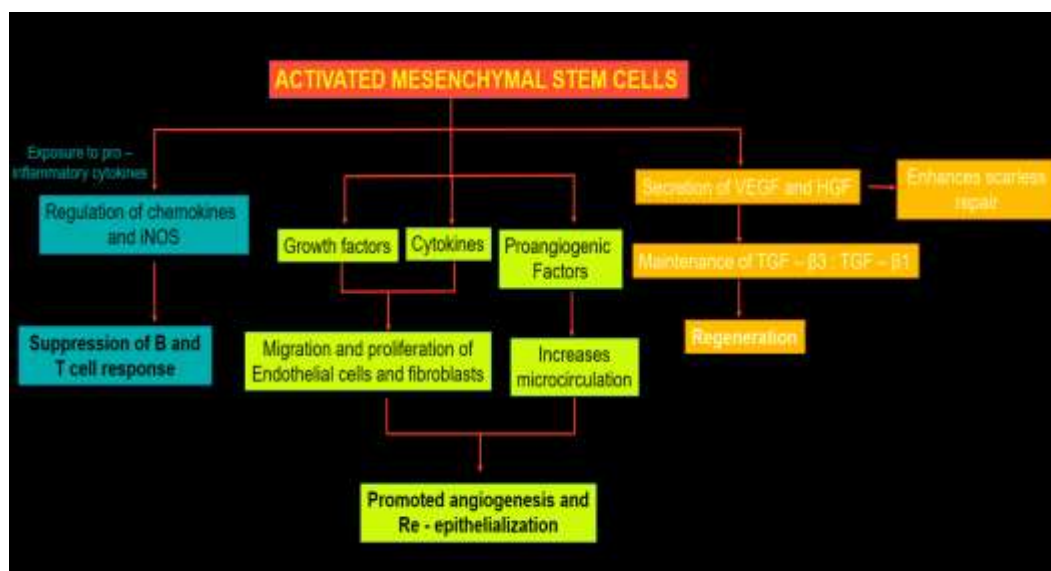 ACTIVATED MESENCHYMAL STEM CELLS
Exposure to pro –
inflammatory cytokines
Regulation of chemokines
and iNOS
Suppression of B and
T cell response
Growth factors
Cytokines
Proangiogenic
Factors
Migration and proliferation of
Endothelial cells and fibroblasts
Increases
microcirculation
Promoted angiogenesis and
Re - epithelialization
Secretion of VEGF and HGF
Enhances scarless
repair
Maintenance of TGF – β3 : TGF – β1
Regeneration